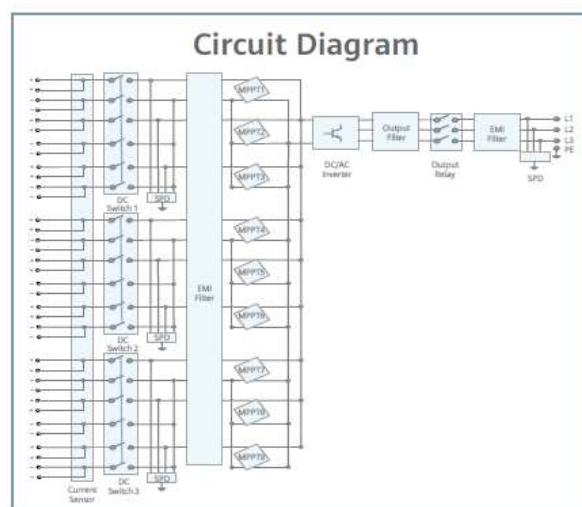 Circuit Diagram
MPPT1
MPPT2
MPPT3
DC
Switch 1
SPD
MPPT4
MPPT5
MPPT6
DC
Switch 2
SPD
EMI
Filter
MPPT7
MPPT8
MPPT9
Current
Sensor
DC
Switch 3
SPD
DC/AC
Inverter
Output
Filter
Output
Relay
EMI
Filter
SPD
L1
L2
L3
PE